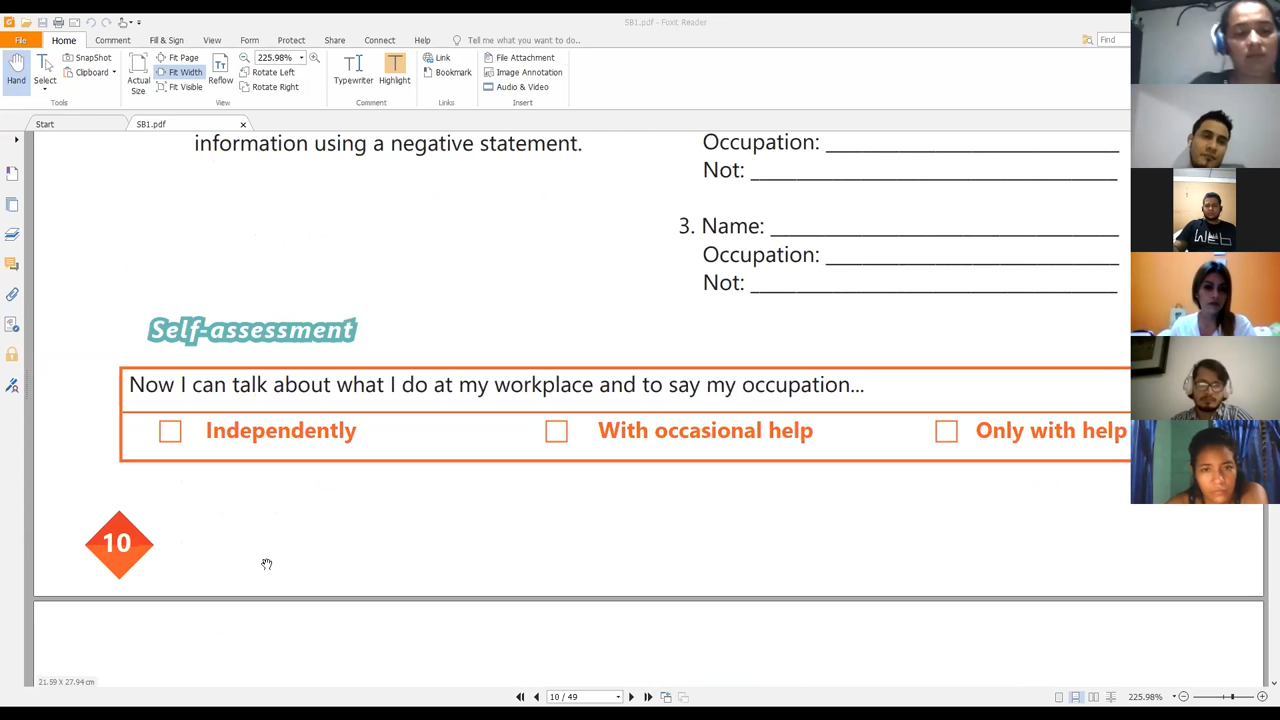 SB1.pdf - Foxit Reader
File Home Comment Fill & Sign View Form Protect Share Connect Help Tell me what you want to do.. Find
Hand
Select
SnapShot
Clipboard
Actual Size
Fit Page
Fit Width
Fit Visible
Reflow
225.98%
Rotate Left
Rotate Right
Typewriter
Highlight
Link
Bookmark
File Attachment
Image Annotation
Audio & Video
Tools View Comment Links Insert
Start SB1.pdf
information using a negative statement.
Occupation: ________________________
Not: ______________________________
3. Name: ____________________________
Occupation: ________________________
Not: ______________________________
Self-assessment
Now I can talk about what I do at my workplace and to say my occupation...
Independently With occasional help Only with help
10
WEB
21.59 X 27.94 cm
10 / 49
225.98%